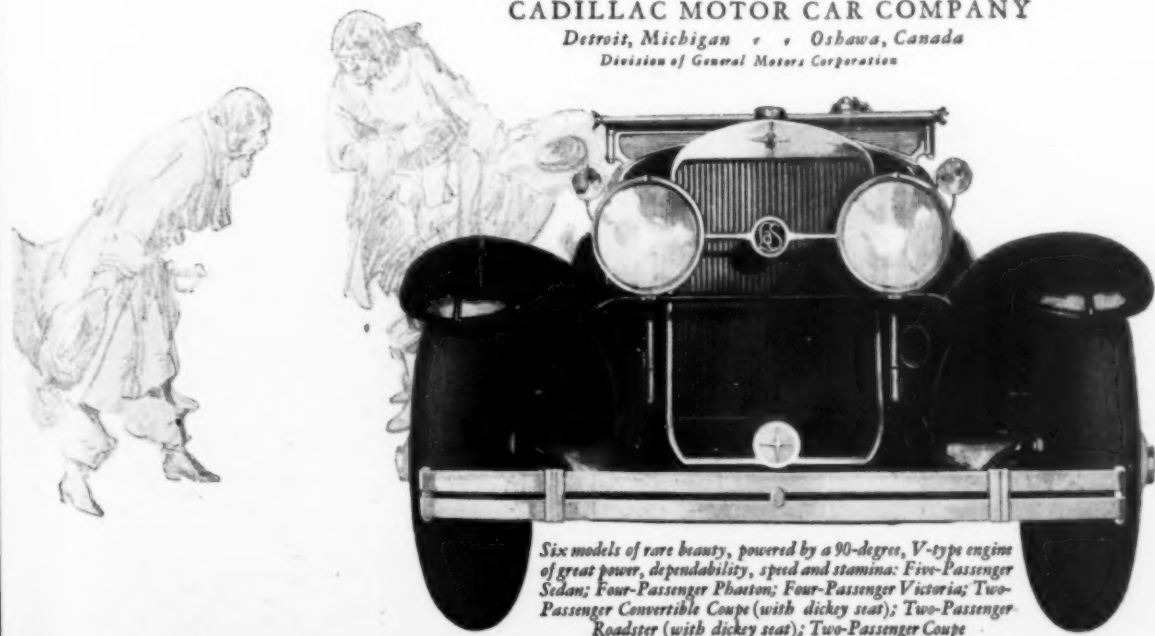 CADILLAC MOTOR CAR COMPANY
Detroit, Michigan Oshawa, Canada
Division of General Motors Corporation
LaS
Six models of rare beauty, powered by a 90-degree, V-type engine
of great power, dependability, speed and stamina: Five-Passenger
Sedan; Four-Passenger Phaeton; Four-Passenger Victoria; Two-
Passenger Convertible Coupe (with dickey seat); Two-Passenger
Roadster (with dickey seat); Two-Passenger Coupe